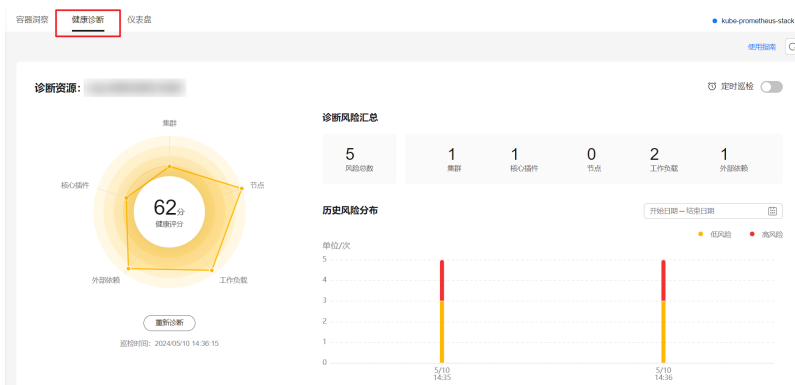 容器洞察 健康诊断 仪表盘
kube-prometheus-stack
使用指南
诊断资源：
定时巡检
诊断风险汇总
集群
节点
工作负载
外部依赖
核心插件
62分
健康评分
5 1 1 0 2 1
风险总数 集群 核心插件 节点 工作负载 外部依赖
历史风险分布
开始日期 – 结束日期
低风险 高风险
单位/次
5
4
3
2
1
0
5/10 5/10
14:35 14:36
重新诊断
巡检时间：2024/05/10 14:36:15